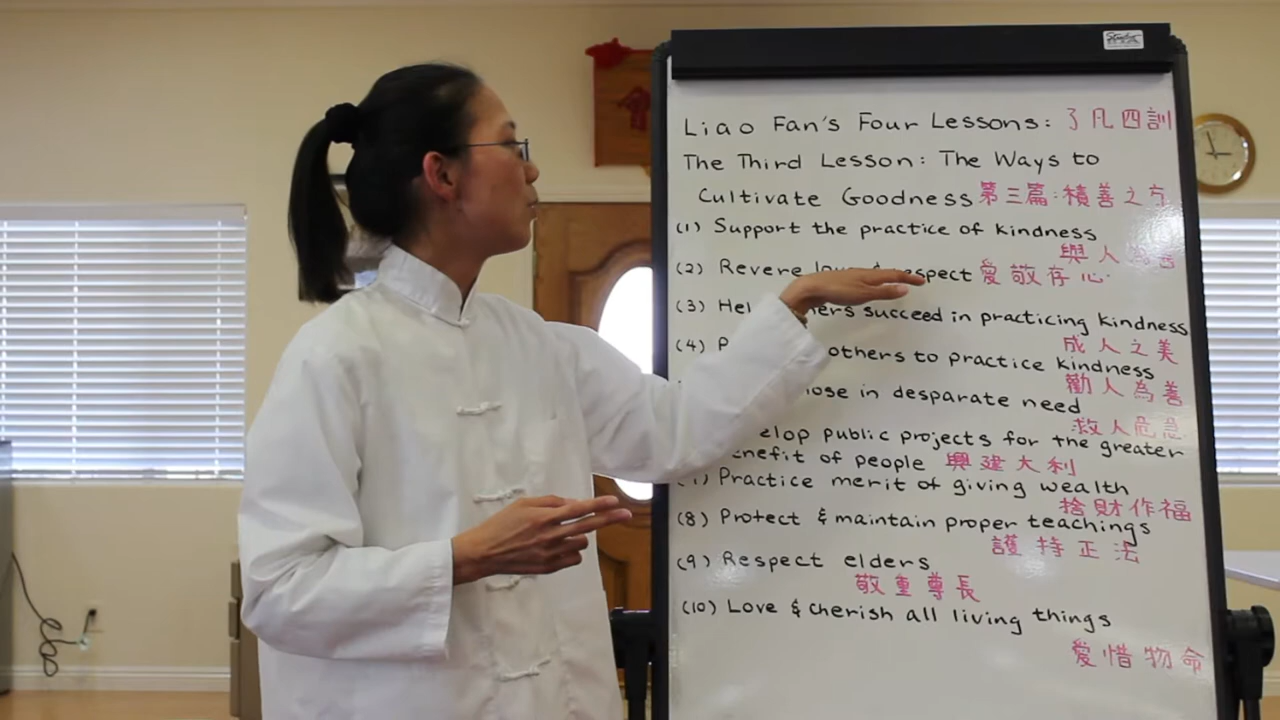 Liao Fan's Four Lessons: 了凡四訓
The Third Lesson: The Ways to
Cultivate Goodness 第三篇:積善之方
(1) Support the practice of kindness
與人為善
(2) Revere respect 愛敬存心
(3) succeed in practicing kindness
成人之美
(4) others to practice kindness
勸人為善
in desparate need
救人危急
public projects for the greater
of people 興建大利
Practice merit of giving wealth
捨財作福
(8) Protect & maintain proper teachings
護持正法
(9) Respect elders
敬重尊長
(10) Love & cherish all living things
愛惜物命